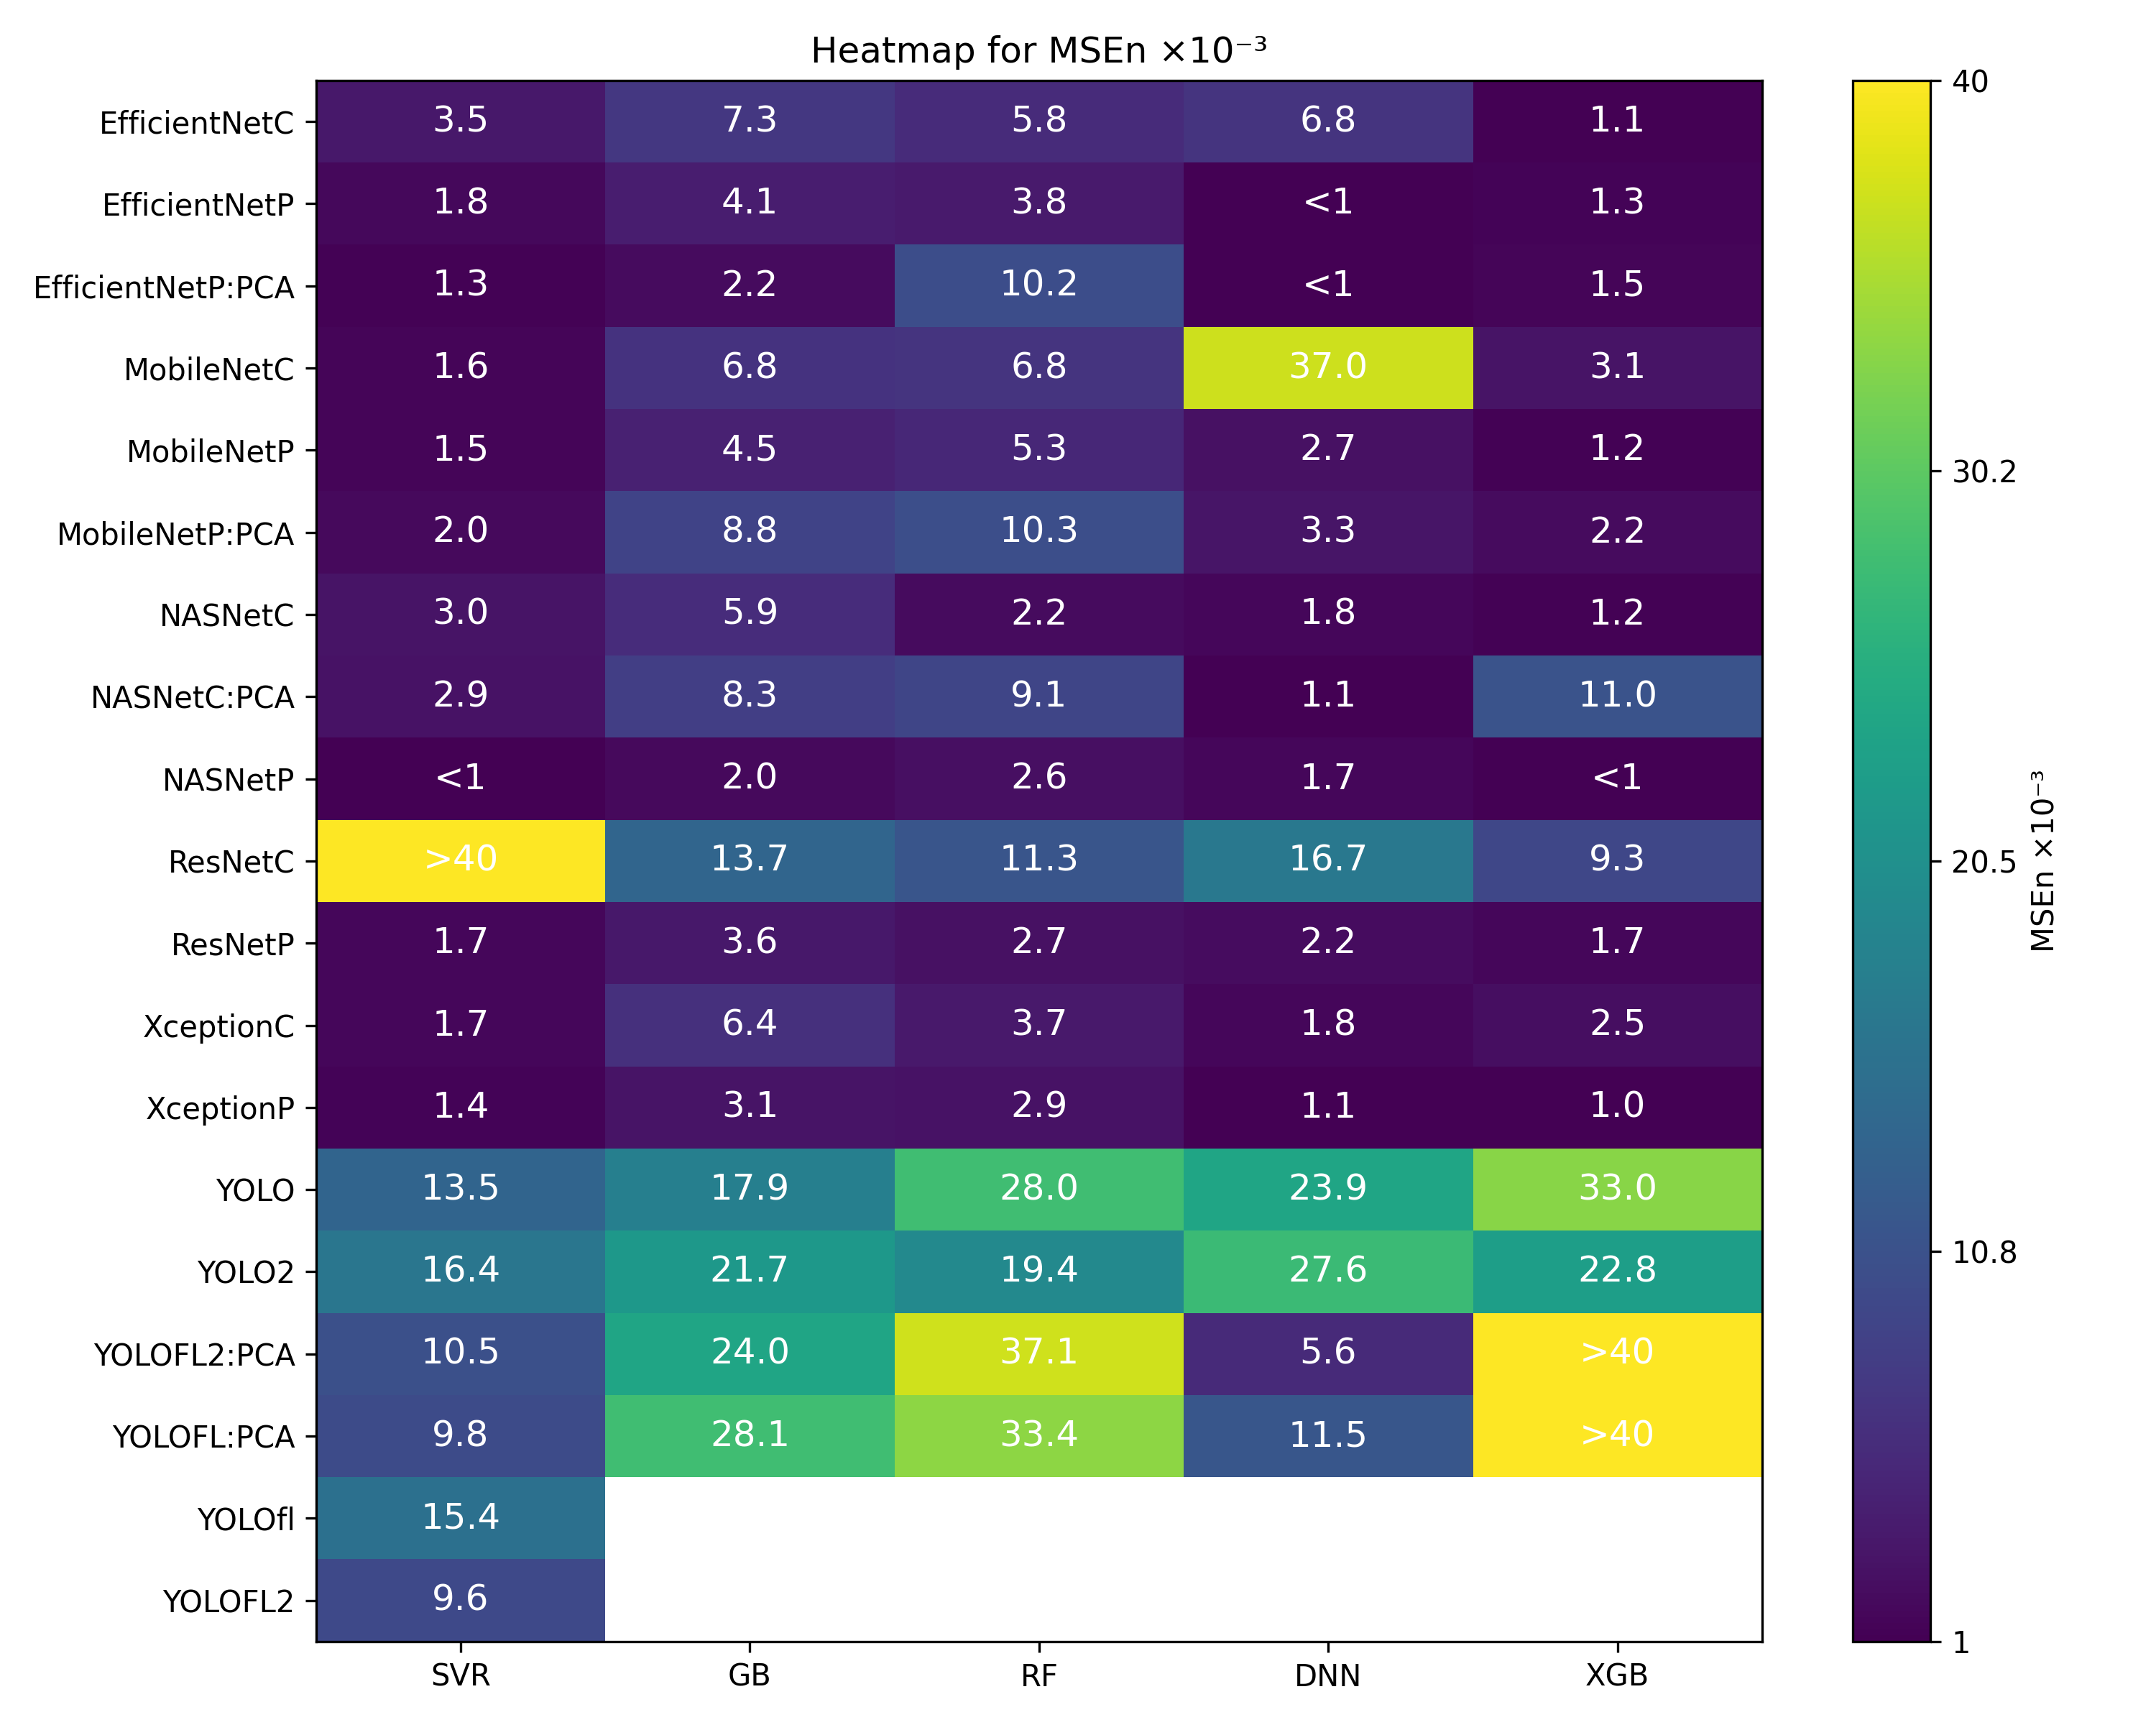 Heatmap for MSEn ×10⁻³
EfficientNetC 3.5 7.3 5.8 6.8 1.1
EfficientNetP 1.8 4.1 3.8 <1 1.3
EfficientNetP:PCA 1.3 2.2 10.2 <1 1.5
MobileNetC 1.6 6.8 6.8 37.0 3.1
MobileNetP 1.5 4.5 5.3 2.7 1.2
MobileNetP:PCA 2.0 8.8 10.3 3.3 2.2
NASNetC 3.0 5.9 2.2 1.8 1.2
NASNetC:PCA 2.9 8.3 9.1 1.1 11.0
NASNetP <1 2.0 2.6 1.7 <1
ResNetC >40 13.7 11.3 16.7 9.3
ResNetP 1.7 3.6 2.7 2.2 1.7
XceptionC 1.7 6.4 3.7 1.8 2.5
XceptionP 1.4 3.1 2.9 1.1 1.0
YOLO 13.5 17.9 28.0 23.9 33.0
YOLO2 16.4 21.7 19.4 27.6 22.8
YOLOFL2:PCA 10.5 24.0 37.1 5.6 >40
YOLOFL:PCA 9.8 28.1 33.4 11.5 >40
YOLOfl 15.4
YOLOFL2 9.6
SVR GB RF DNN XGB
40
30.2
20.5
10.8
1
MSEn ×10⁻³